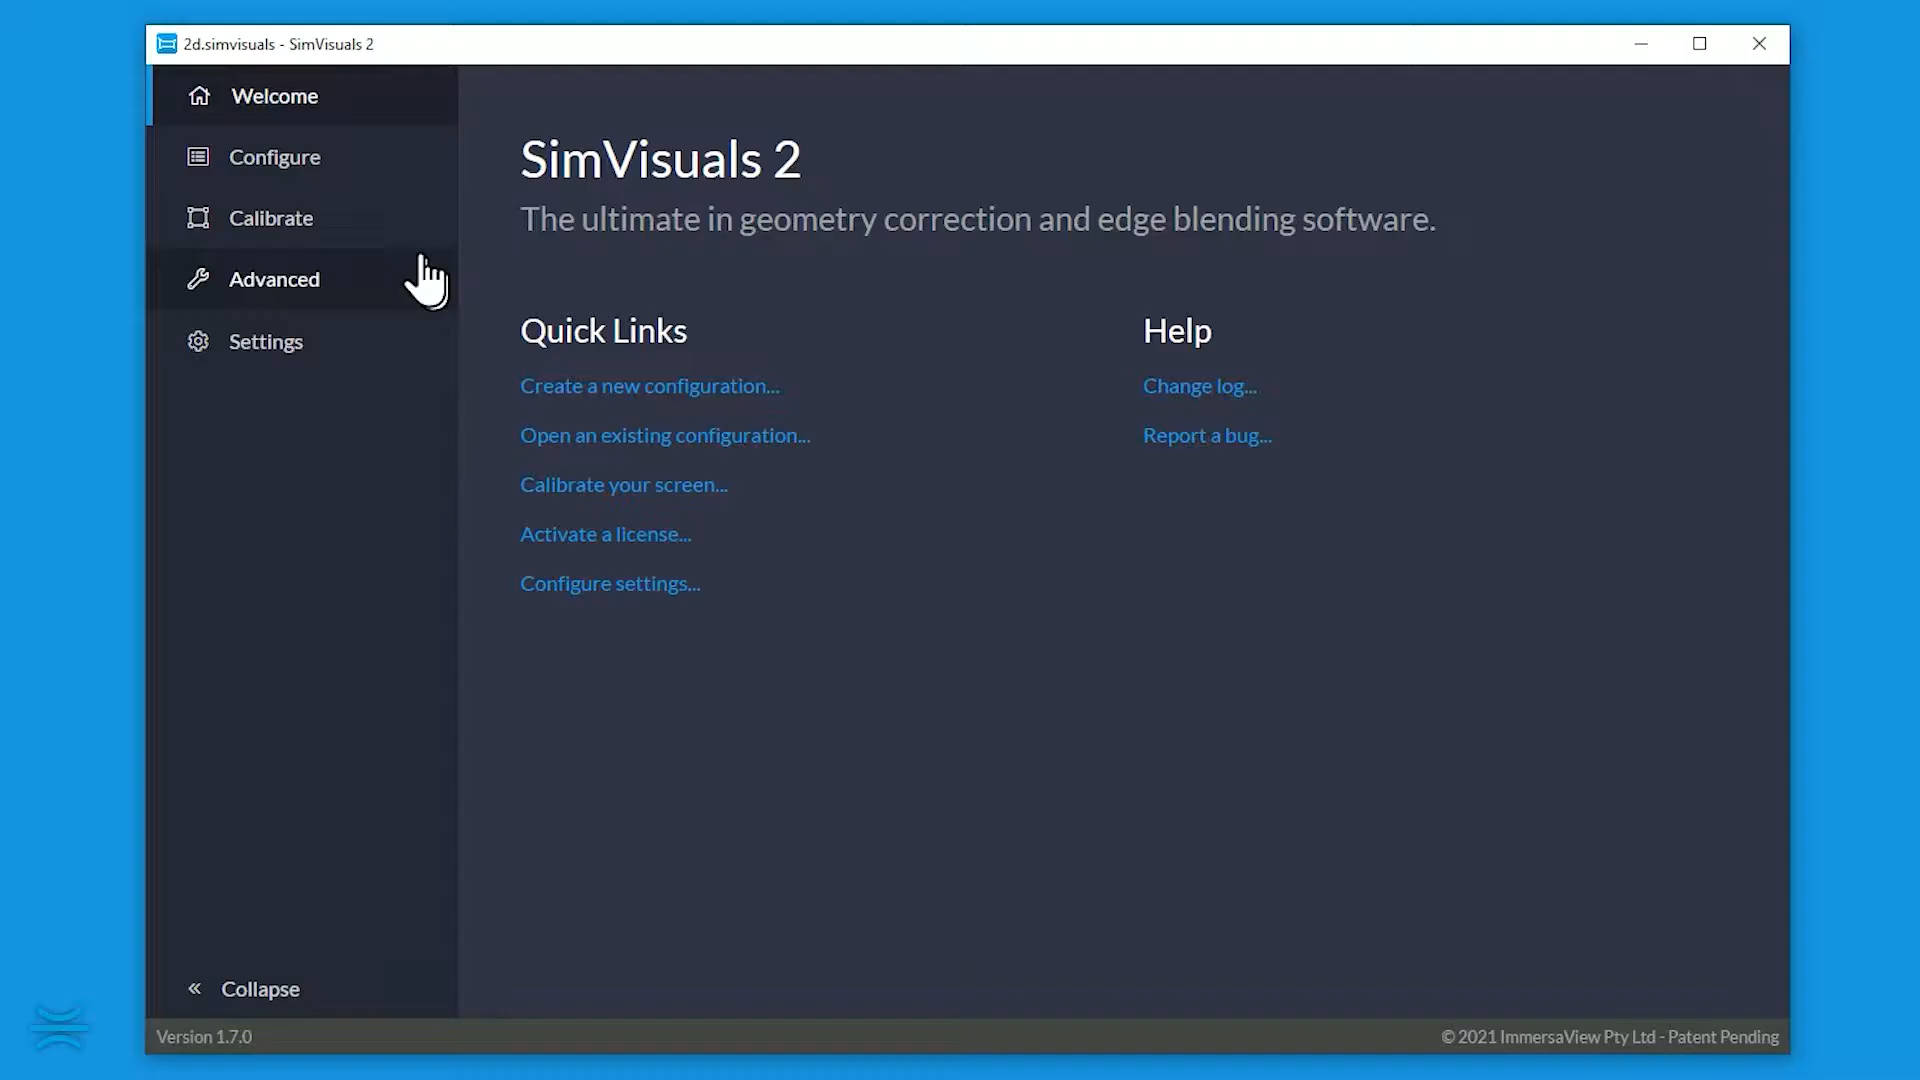 2d.simvisuals - SimVisuals 2
Welcome
Configure
Calibrate
Advanced
Settings
Collapse
SimVisuals 2
The ultimate in geometry correction and edge blending software.
Quick Links
Create a new configuration...
Open an existing configuration...
Calibrate your screen...
Activate a license...
Configure settings...
Help
Change log...
Report a bug...
Version 1.7.0
© 2021 ImmersaView Pty Ltd - Patent Pending